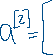 a^[2] = [